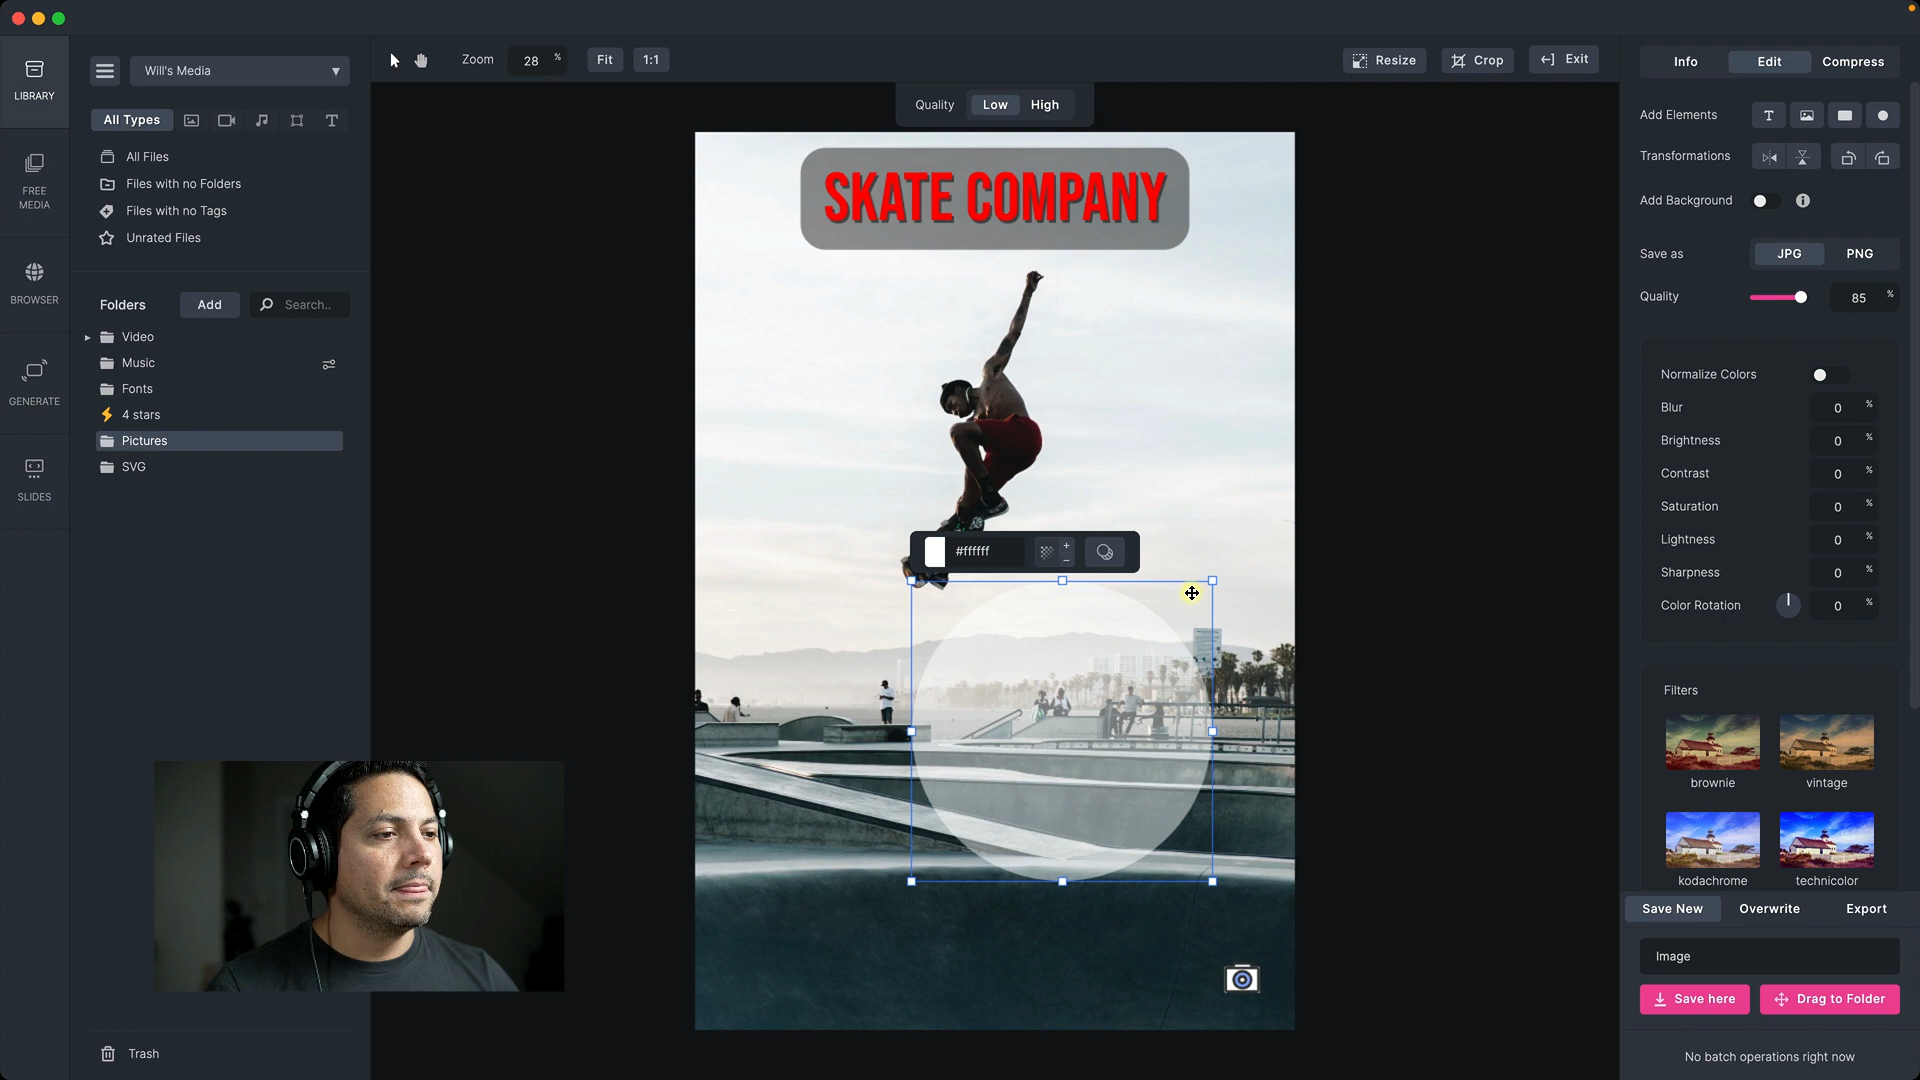 LIBRARY
FREE
MEDIA
BROWSER
GENERATE
SLIDES
Will's Media
All Types
All Files
Files with no Folders
Files with no Tags
Unrated Files
Folders
Add
Search..
Video
Music
Fonts
4 stars
Pictures
SVG
Trash
Zoom
28 %
Fit
1:1
Resize
Crop
Exit
Quality
Low
High
SKATE COMPANY
#ffffff
Info
Edit
Compress
Add Elements
Transformations
Add Background
Save as
JPG
PNG
Quality
85 %
Normalize Colors
Blur 0 %
Brightness 0 %
Contrast 0 %
Saturation 0 %
Lightness 0 %
Sharpness 0 %
Color Rotation 0 %
Filters
brownie
vintage
kodachrome
technicolor
Save New
Overwrite
Export
Image
Save here
Drag to Folder
No batch operations right now